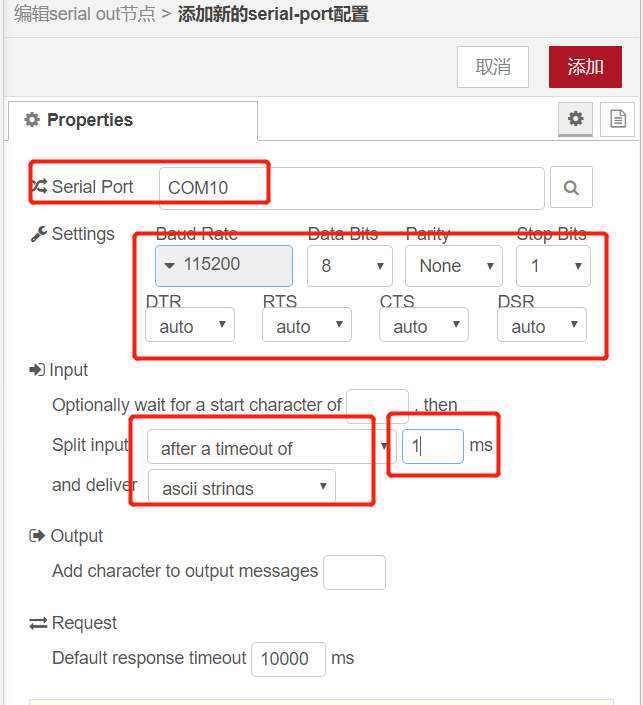 编辑serial out节点 > 添加新的serial-port配置
取消 添加
Properties
Serial Port COM10
Settings Baud Rate Data Bits Parity Stop Bits
115200 8 None 1
DTR RTS CTS DSR
auto auto auto auto
Input
Optionally wait for a start character of , then
Split input after a timeout of 1 ms
and deliver ascii strings
Output
Add character to output messages
Request
Default response timeout 10000 ms